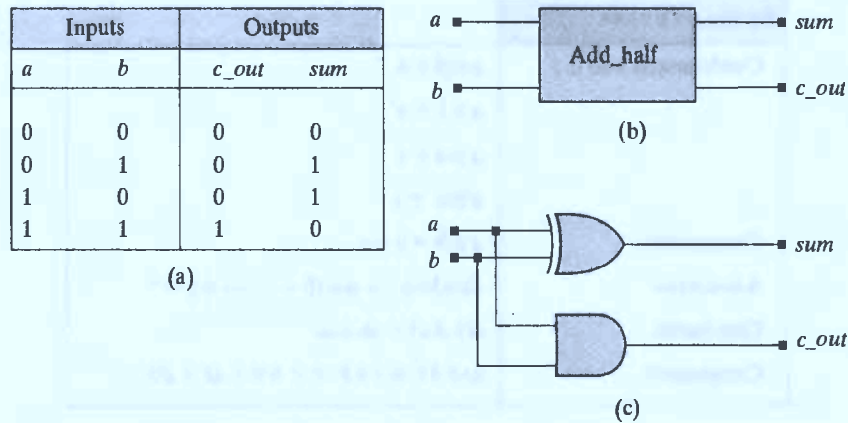 Inputs Outputs
a b c_out sum
0 0 0 0
0 1 0 1
1 0 0 1
1 1 1 0
(a)
a sum
Add_half
b c_out
(b)
a
b
sum
c_out
(c)